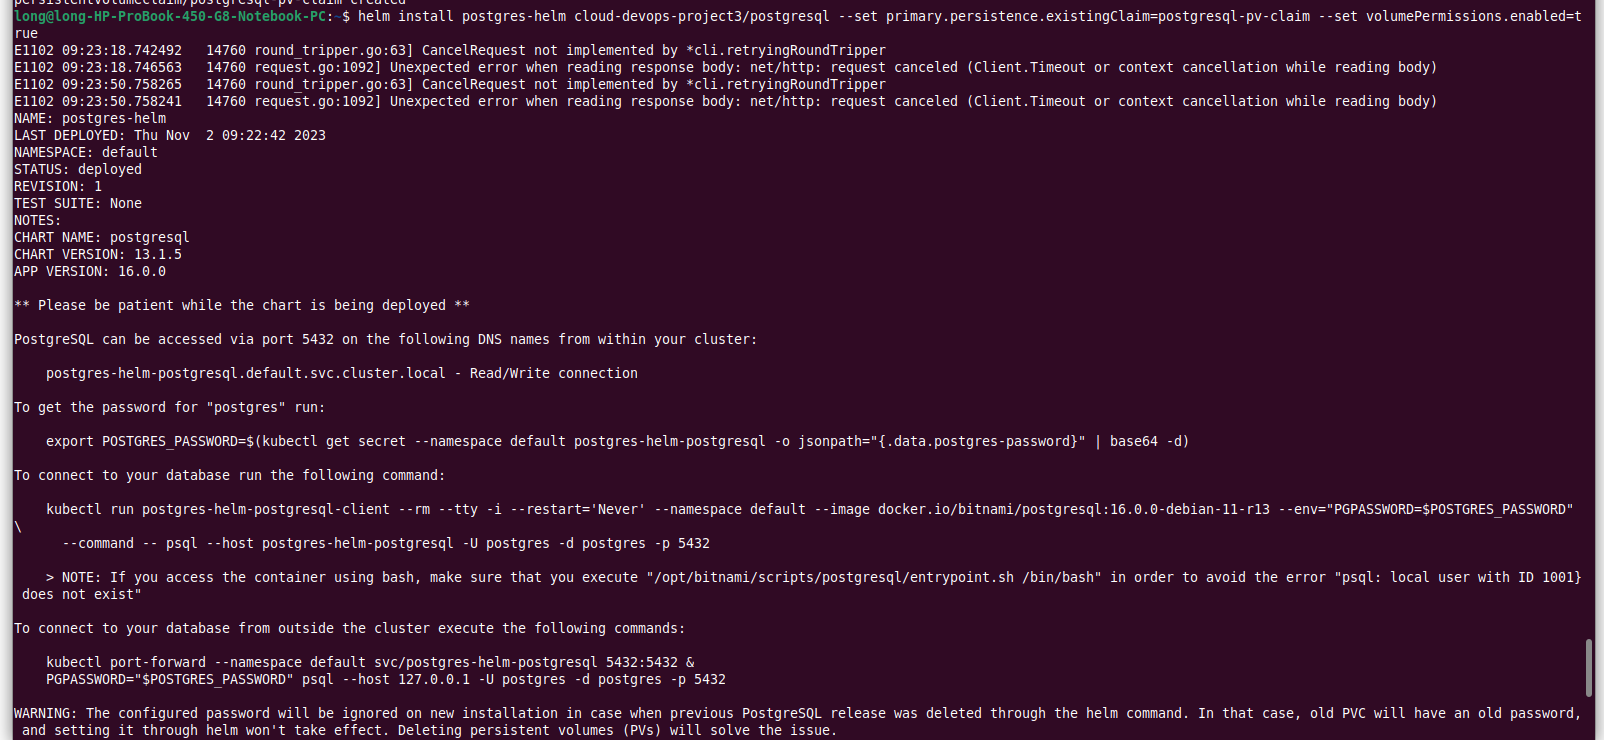 persistentvolumeclaim/postgresql-pv-claim created
long@long-HP-ProBook-450-G8-Notebook-PC:~$ helm install postgres-helm cloud-devops-project3/postgresql --set primary.persistence.existingClaim=postgresql-pv-claim --set volumePermissions.enabled=t
rue
E1102 09:23:18.742492   14760 round_tripper.go:63] CancelRequest not implemented by *cli.retryingRoundTripper
E1102 09:23:18.746563   14760 request.go:1092] Unexpected error when reading response body: net/http: request canceled (Client.Timeout or context cancellation while reading body)
E1102 09:23:50.758265   14760 round_tripper.go:63] CancelRequest not implemented by *cli.retryingRoundTripper
E1102 09:23:50.758241   14760 request.go:1092] Unexpected error when reading response body: net/http: request canceled (Client.Timeout or context cancellation while reading body)
NAME: postgres-helm
LAST DEPLOYED: Thu Nov  2 09:22:42 2023
NAMESPACE: default
STATUS: deployed
REVISION: 1
TEST SUITE: None
NOTES:
CHART NAME: postgresql
CHART VERSION: 13.1.5
APP VERSION: 16.0.0
** Please be patient while the chart is being deployed **
PostgreSQL can be accessed via port 5432 on the following DNS names from within your cluster:
    postgres-helm-postgresql.default.svc.cluster.local - Read/Write connection
To get the password for "postgres" run:
    export POSTGRES_PASSWORD=$(kubectl get secret --namespace default postgres-helm-postgresql -o jsonpath="{.data.postgres-password}" | base64 -d)
To connect to your database run the following command:
    kubectl run postgres-helm-postgresql-client --rm --tty -i --restart='Never' --namespace default --image docker.io/bitnami/postgresql:16.0.0-debian-11-r13 --env="PGPASSWORD=$POSTGRES_PASSWORD"
\
      --command -- psql --host postgres-helm-postgresql -U postgres -d postgres -p 5432
    > NOTE: If you access the container using bash, make sure that you execute "/opt/bitnami/scripts/postgresql/entrypoint.sh /bin/bash" in order to avoid the error "psql: local user with ID 1001}
 does not exist"
To connect to your database from outside the cluster execute the following commands:
    kubectl port-forward --namespace default svc/postgres-helm-postgresql 5432:5432 &
    PGPASSWORD="$POSTGRES_PASSWORD" psql --host 127.0.0.1 -U postgres -d postgres -p 5432
WARNING: The configured password will be ignored on new installation in case when previous PostgreSQL release was deleted through the helm command. In that case, old PVC will have an old password,
 and setting it through helm won't take effect. Deleting persistent volumes (PVs) will solve the issue.